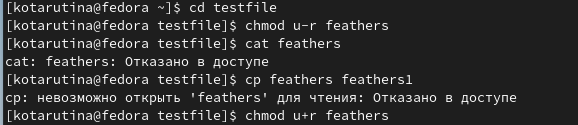 [kotarutina@fedora ~]$ cd testfile
[kotarutina@fedora testfile]$ chmod u-r feathers
[kotarutina@fedora testfile]$ cat feathers
cat: feathers: Отказано в доступе
[kotarutina@fedora testfile]$ cp feathers feathers1
cp: невозможно открыть 'feathers' для чтения: Отказано в доступе
[kotarutina@fedora testfile]$ chmod u+r feathers